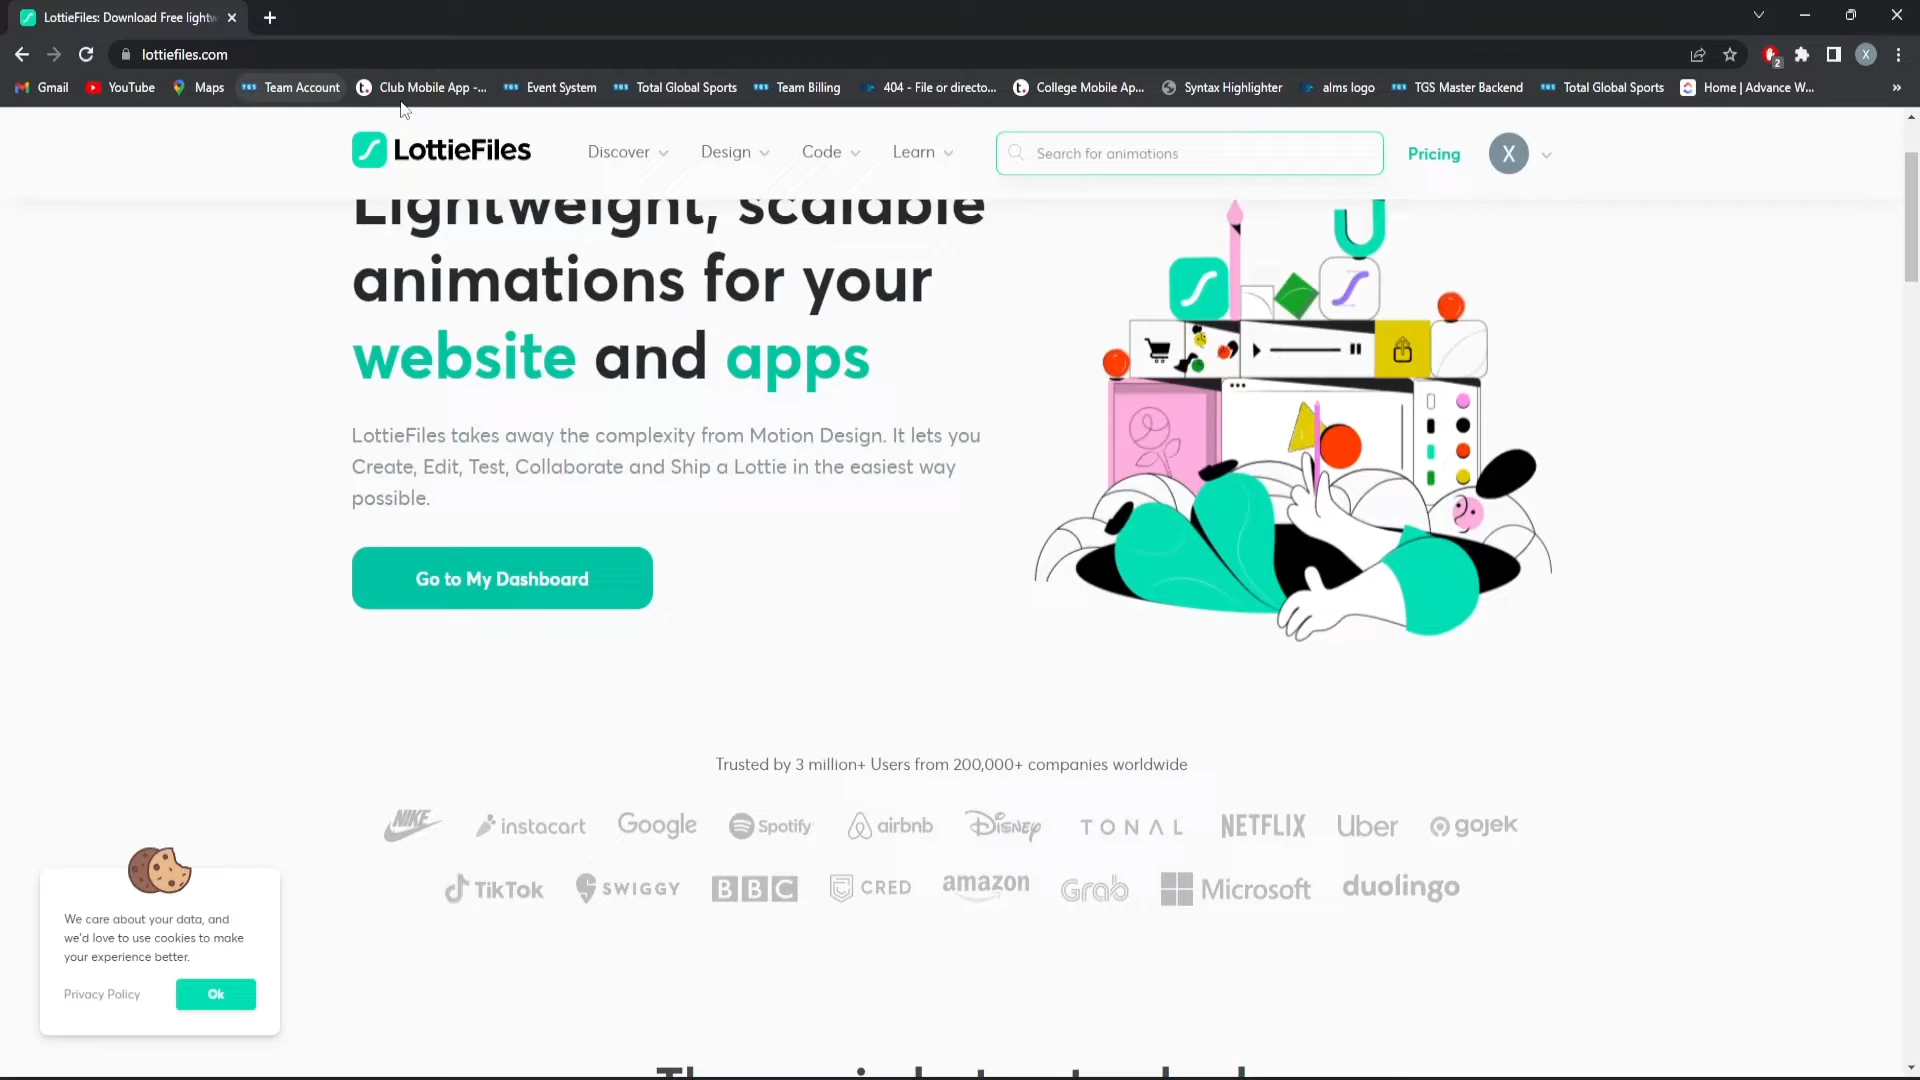 LottieFiles: Download Free lightw
lottiefiles.com
2
X
Gmail
YouTube
Maps
Team Account
Club Mobile App -...
Event System
Total Global Sports
Team Billing
404 - File or directo...
College Mobile Ap...
Syntax Highlighter
alms logo
TGS Master Backend
Total Global Sports
Home | Advance W...
LottieFiles
Discover
Design
Code
Learn
Search for animations
Pricing
X
Lightweight, scalable
animations for your
website and apps
LottieFiles takes away the complexity from Motion Design. It lets you
Create, Edit, Test, Collaborate and Ship a Lottie in the easiest way
possible.
Go to My Dashboard
Trusted by 3 million+ Users from 200,000+ companies worldwide
NIKE instacart Google Spotify airbnb Disney TONAL NETFLIX Uber gojek
TikTok SWIGGY BBC CRED amazon Grab Microsoft duolingo
We care about your data, and
we'd love to use cookies to make
your experience better.
Privacy Policy
Ok